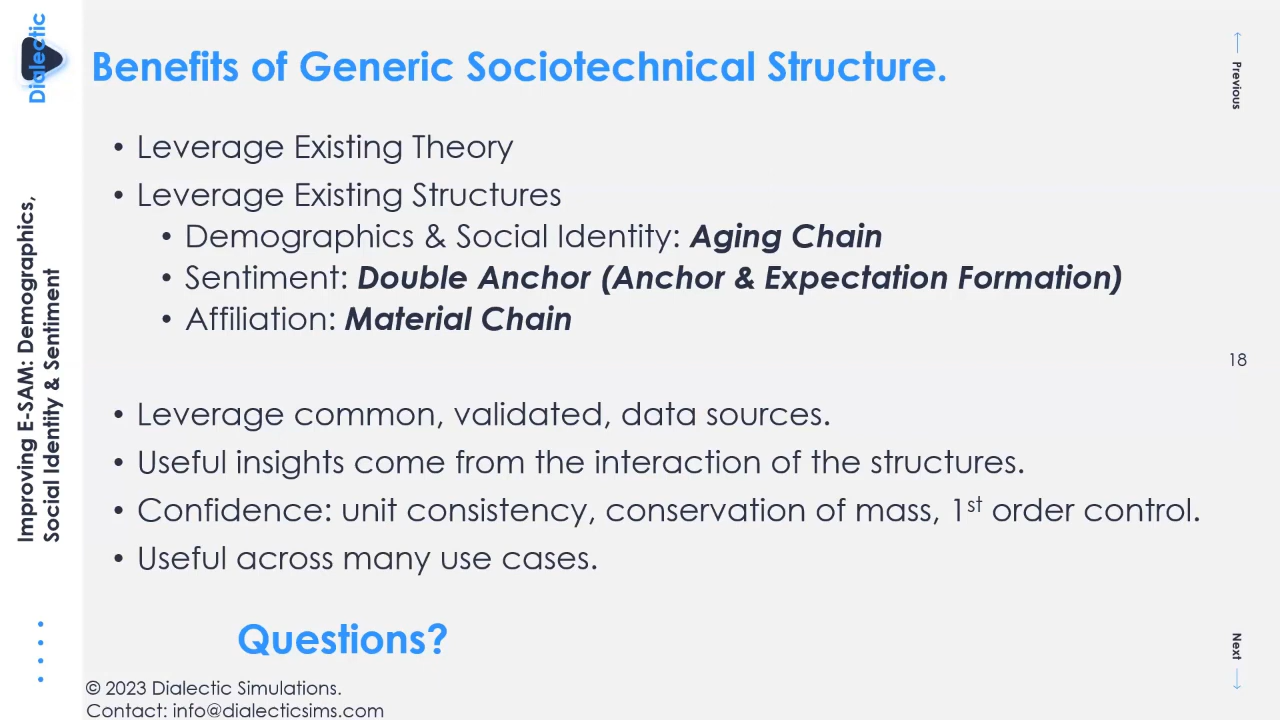 Dialectic
Benefits of Generic Sociotechnical Structure.
Previous
• Leverage Existing Theory
• Leverage Existing Structures
• Demographics & Social Identity: Aging Chain
• Sentiment: Double Anchor (Anchor & Expectation Formation)
• Affiliation: Material Chain
Improving E-SAM: Demographics,
Social Identity & Sentiment
18
• Leverage common, validated, data sources.
• Useful insights come from the interaction of the structures.
• Confidence: unit consistency, conservation of mass, 1st order control.
• Useful across many use cases.
Questions?
Next
© 2023 Dialectic Simulations.
Contact: info@dialecticsims.com